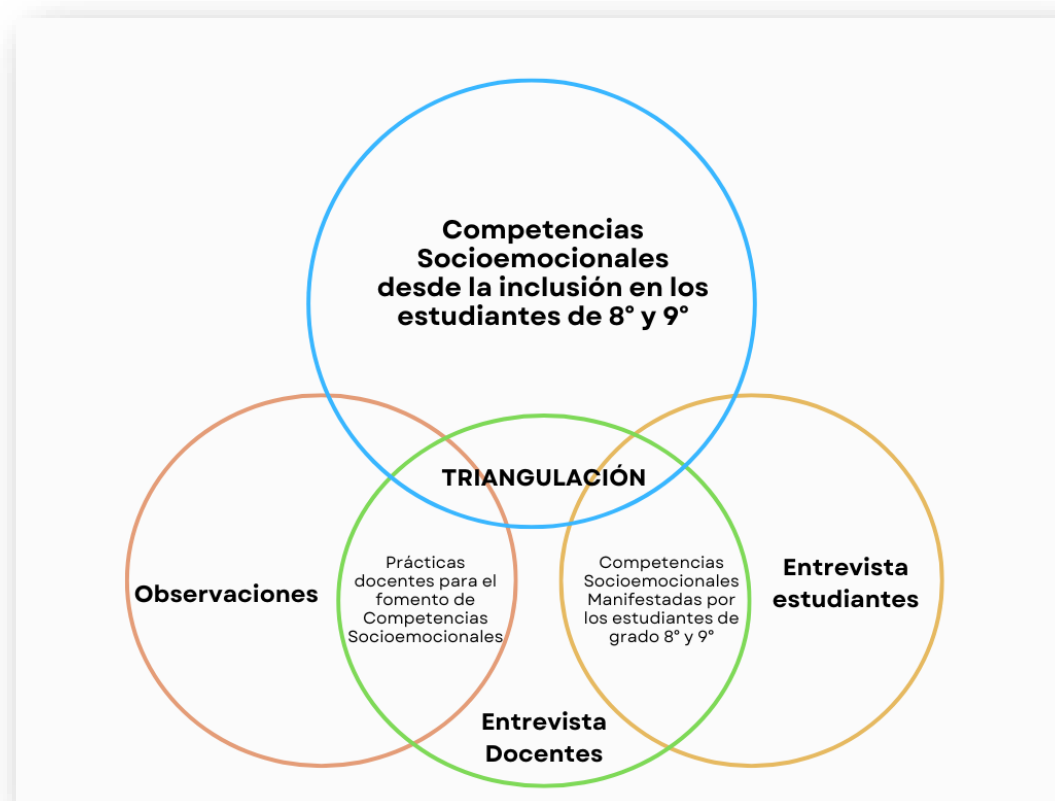 Competencias
Socioemocionales
desde la inclusión en los
estudiantes de 8° y 9°
TRIANGULACIÓN
Observaciones
Prácticas
docentes para el
fomento de
Competencias
Socioemocionales
Competencias
Socioemocionales
Manifestadas por
los estudiantes de
grado 8° y 9°
Entrevista
estudiantes
Entrevista
Docentes